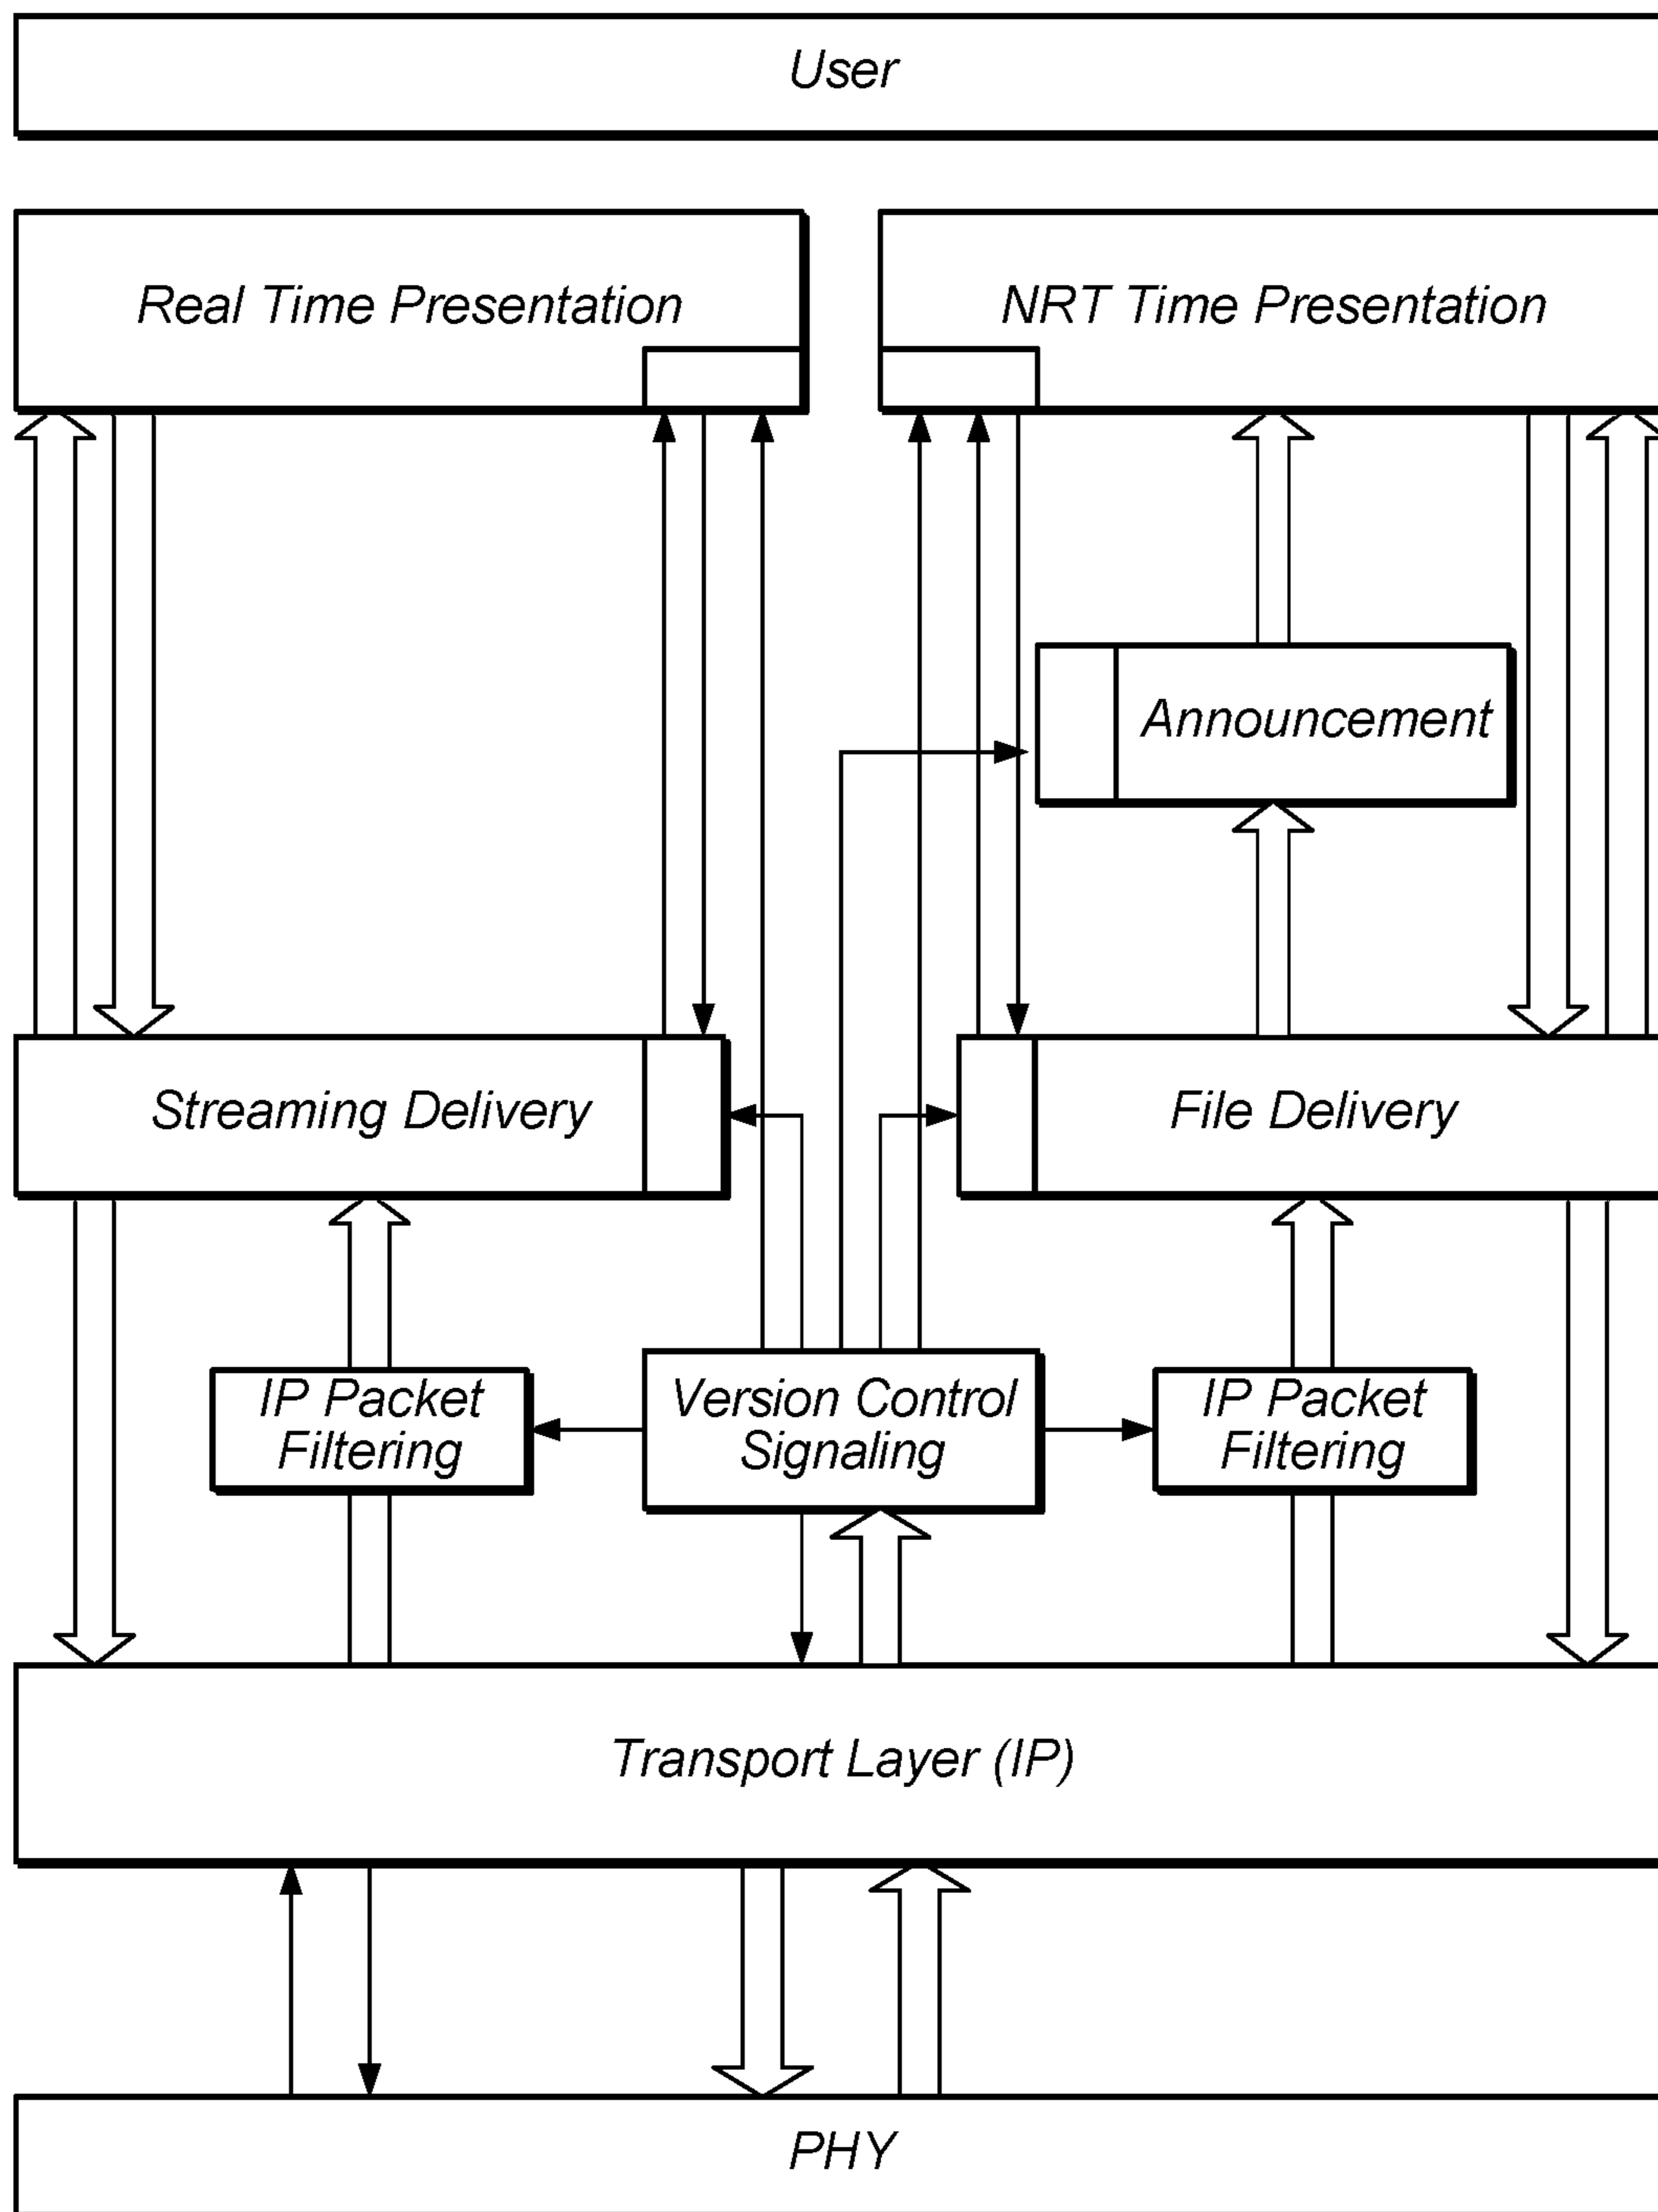 User
Real Time Presentation
NRT Time Presentation
Announcement
Streaming Delivery
File Delivery
IP Packet
Filtering
Version Control
Signaling
IP Packet
Filtering
Transport Layer (IP)
PHY